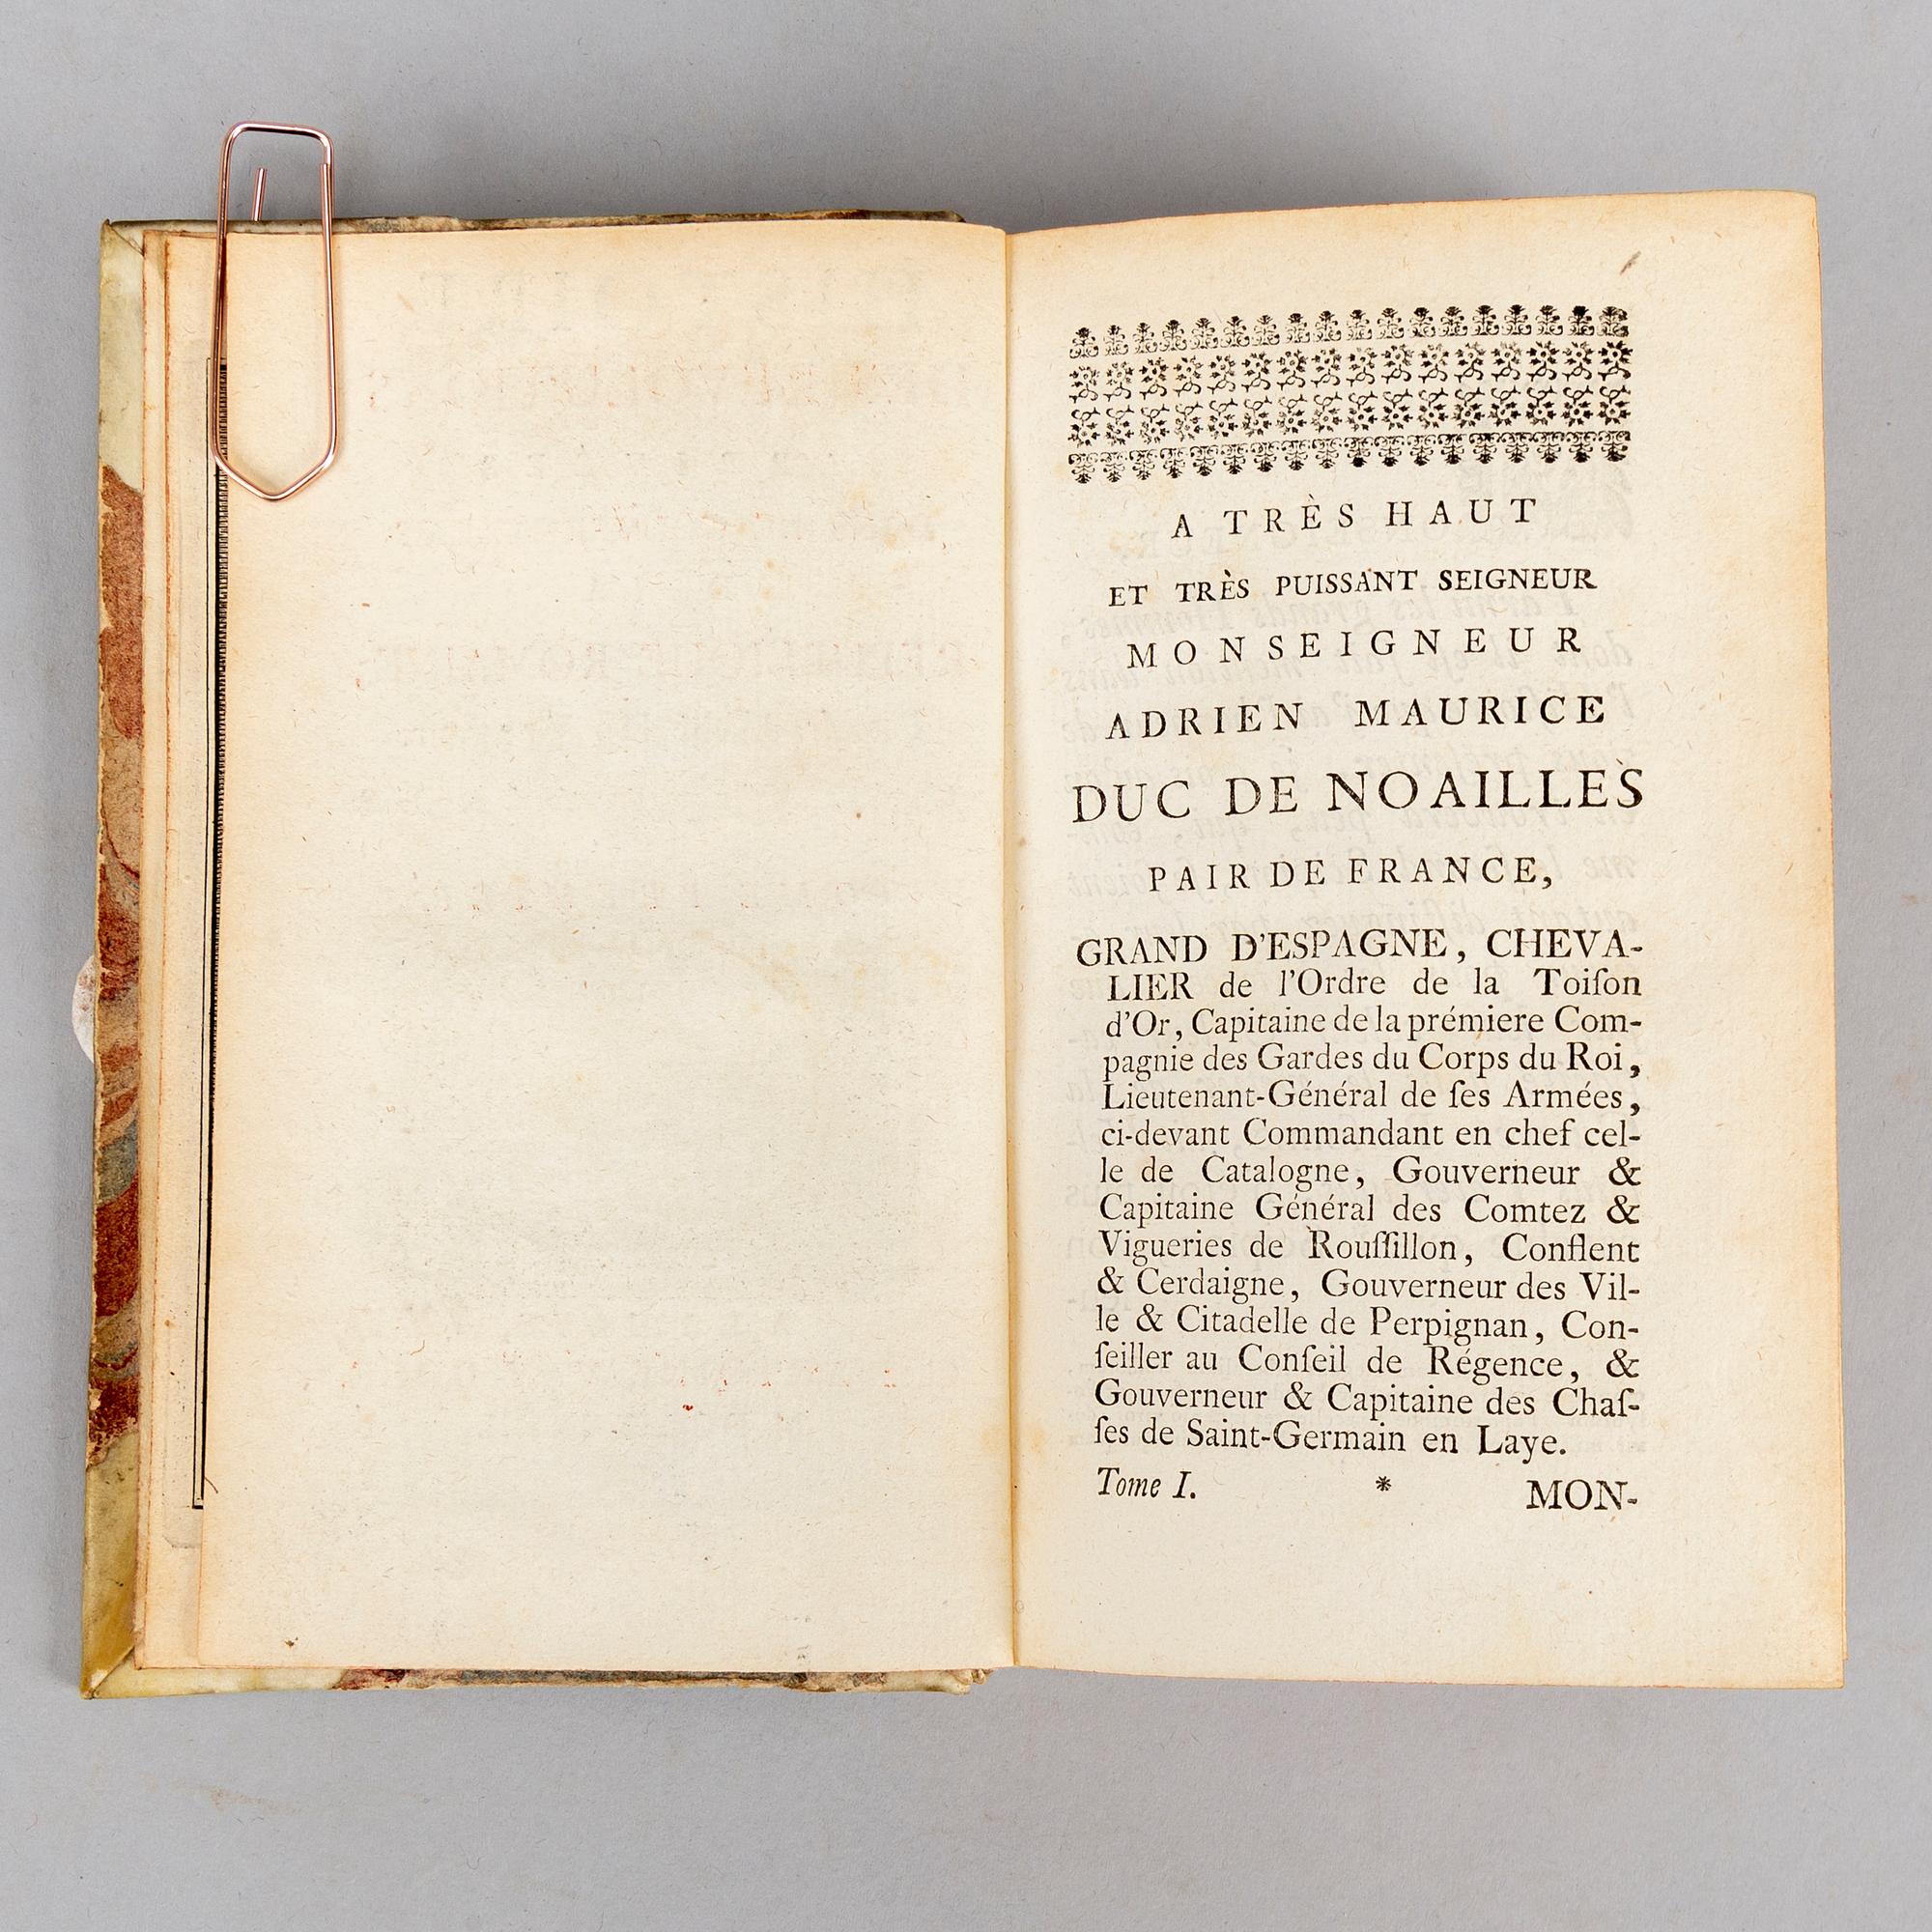 A TRÈS HAUT
ET TRÈS PUISSANT SEIGNEUR
MONSEIGNEUR
ADRIEN MAURICE
DUC DE NOAILLES
PAIR DE FRANCE,
GRAND D'ESPAGNE, CHEVA-
LIER de l'Ordre de la Toiſon
d'Or, Capitaine de la prémiere Com-
pagnie des Gardes du Corps du Roi,
Lieutenant-Général de ſes Armées,
ci-devant Commandant en chef cel-
le de Catalogne, Gouverneur &
Capitaine Général des Comtez &
Vigueries de Rouſſillon, Conflent
& Cerdaigne, Gouverneur des Vil-
le & Citadelle de Perpignan, Con-
ſeiller au Conſeil de Régence, &
Gouverneur & Capitaine des Chaſ-
ſes de Saint-Germain en Laye.
Tome I. * MON-